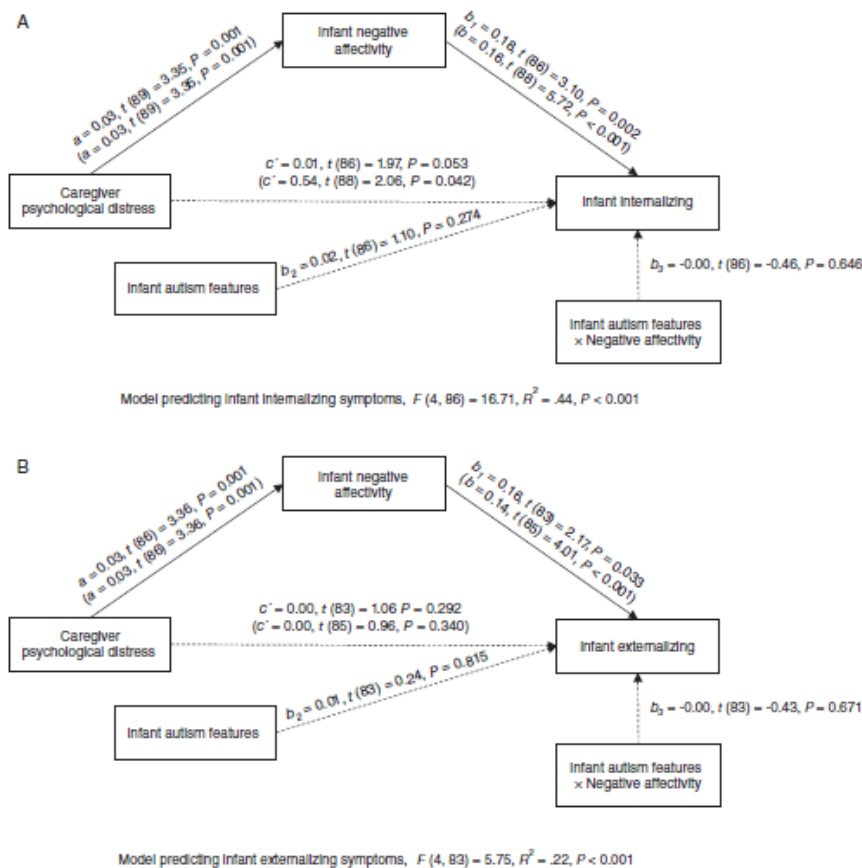 A
Infant negative
affectivity
a = 0.03, t (89) = 3.35, P = 0.001
(a = 0.03, t (89) = 3.35, P = 0.001)
b1 = 0.18, t (86) = 3.10, P = 0.002
(b = 0.16, t (88) = 5.72, P < 0.001)
c´ = 0.01, t (86) = 1.97, P = 0.053
(c´ = 0.54, t (88) = 2.06, P = 0.042)
Caregiver
psychological distress
Infant internalizing
b2 = 0.02, t (86) = 1.10, P = 0.274
Infant autism features
b3 = -0.00, t (86) = -0.46, P = 0.646
Infant autism features
× Negative affectivity
Model predicting infant internalizing symptoms, F (4, 86) = 16.71, R² = .44, P < 0.001
B
Infant negative
affectivity
a = 0.03, t (86) = 3.36, P = 0.001
(a = 0.03, t (86) = 3.36, P = 0.001)
b1 = 0.16, t (83) = 2.17, P = 0.033
(b = 0.14, t (85) = 4.01, P < 0.001)
c´ = 0.00, t (83) = 1.06 P = 0.292
(c´ = 0.00, t (85) = 0.96, P = 0.340)
Caregiver
psychological distress
Infant externalizing
b2 = 0.01, t (83) = 0.24, P = 0.815
Infant autism features
b3 = -0.00, t (83) = -0.43, P = 0.671
Infant autism features
× Negative affectivity
Model predicting infant externalizing symptoms, F (4, 83) = 5.75, R² = .22, P < 0.001